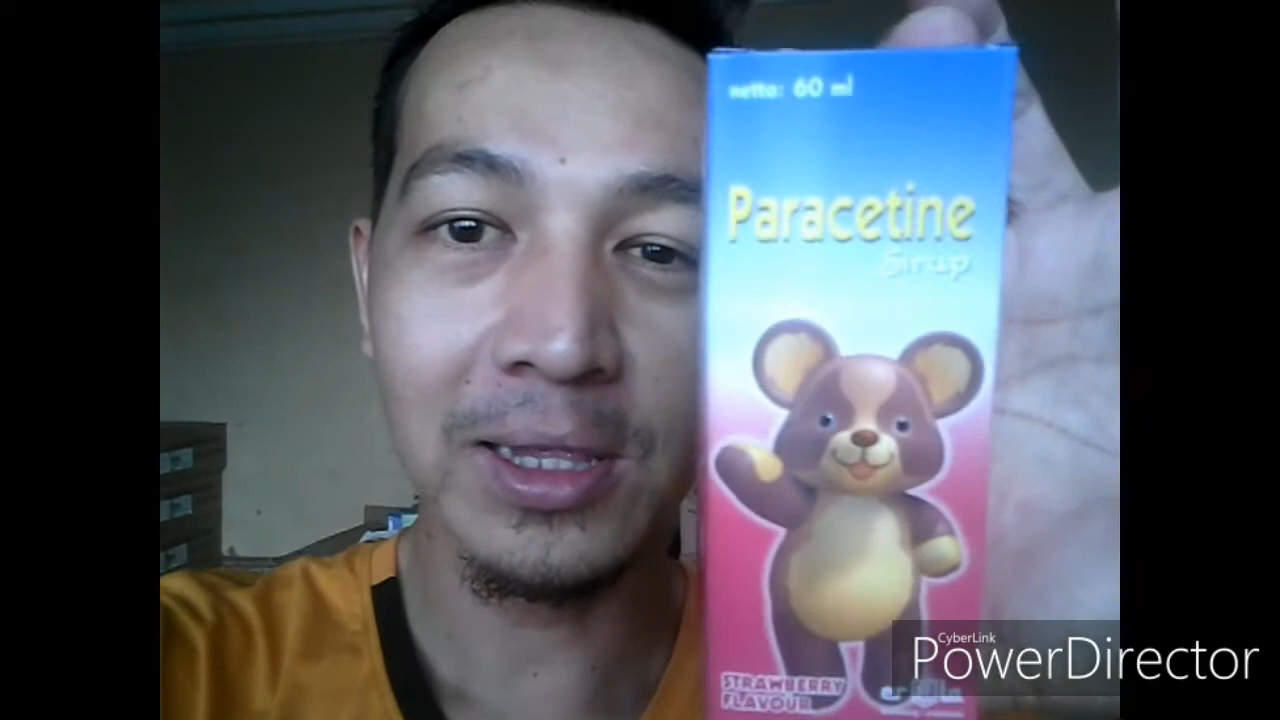 netto: 60 ml
Paracetine
Sirup
STRAWBERRY
FLAVOUR
CyberLink
PowerDirector